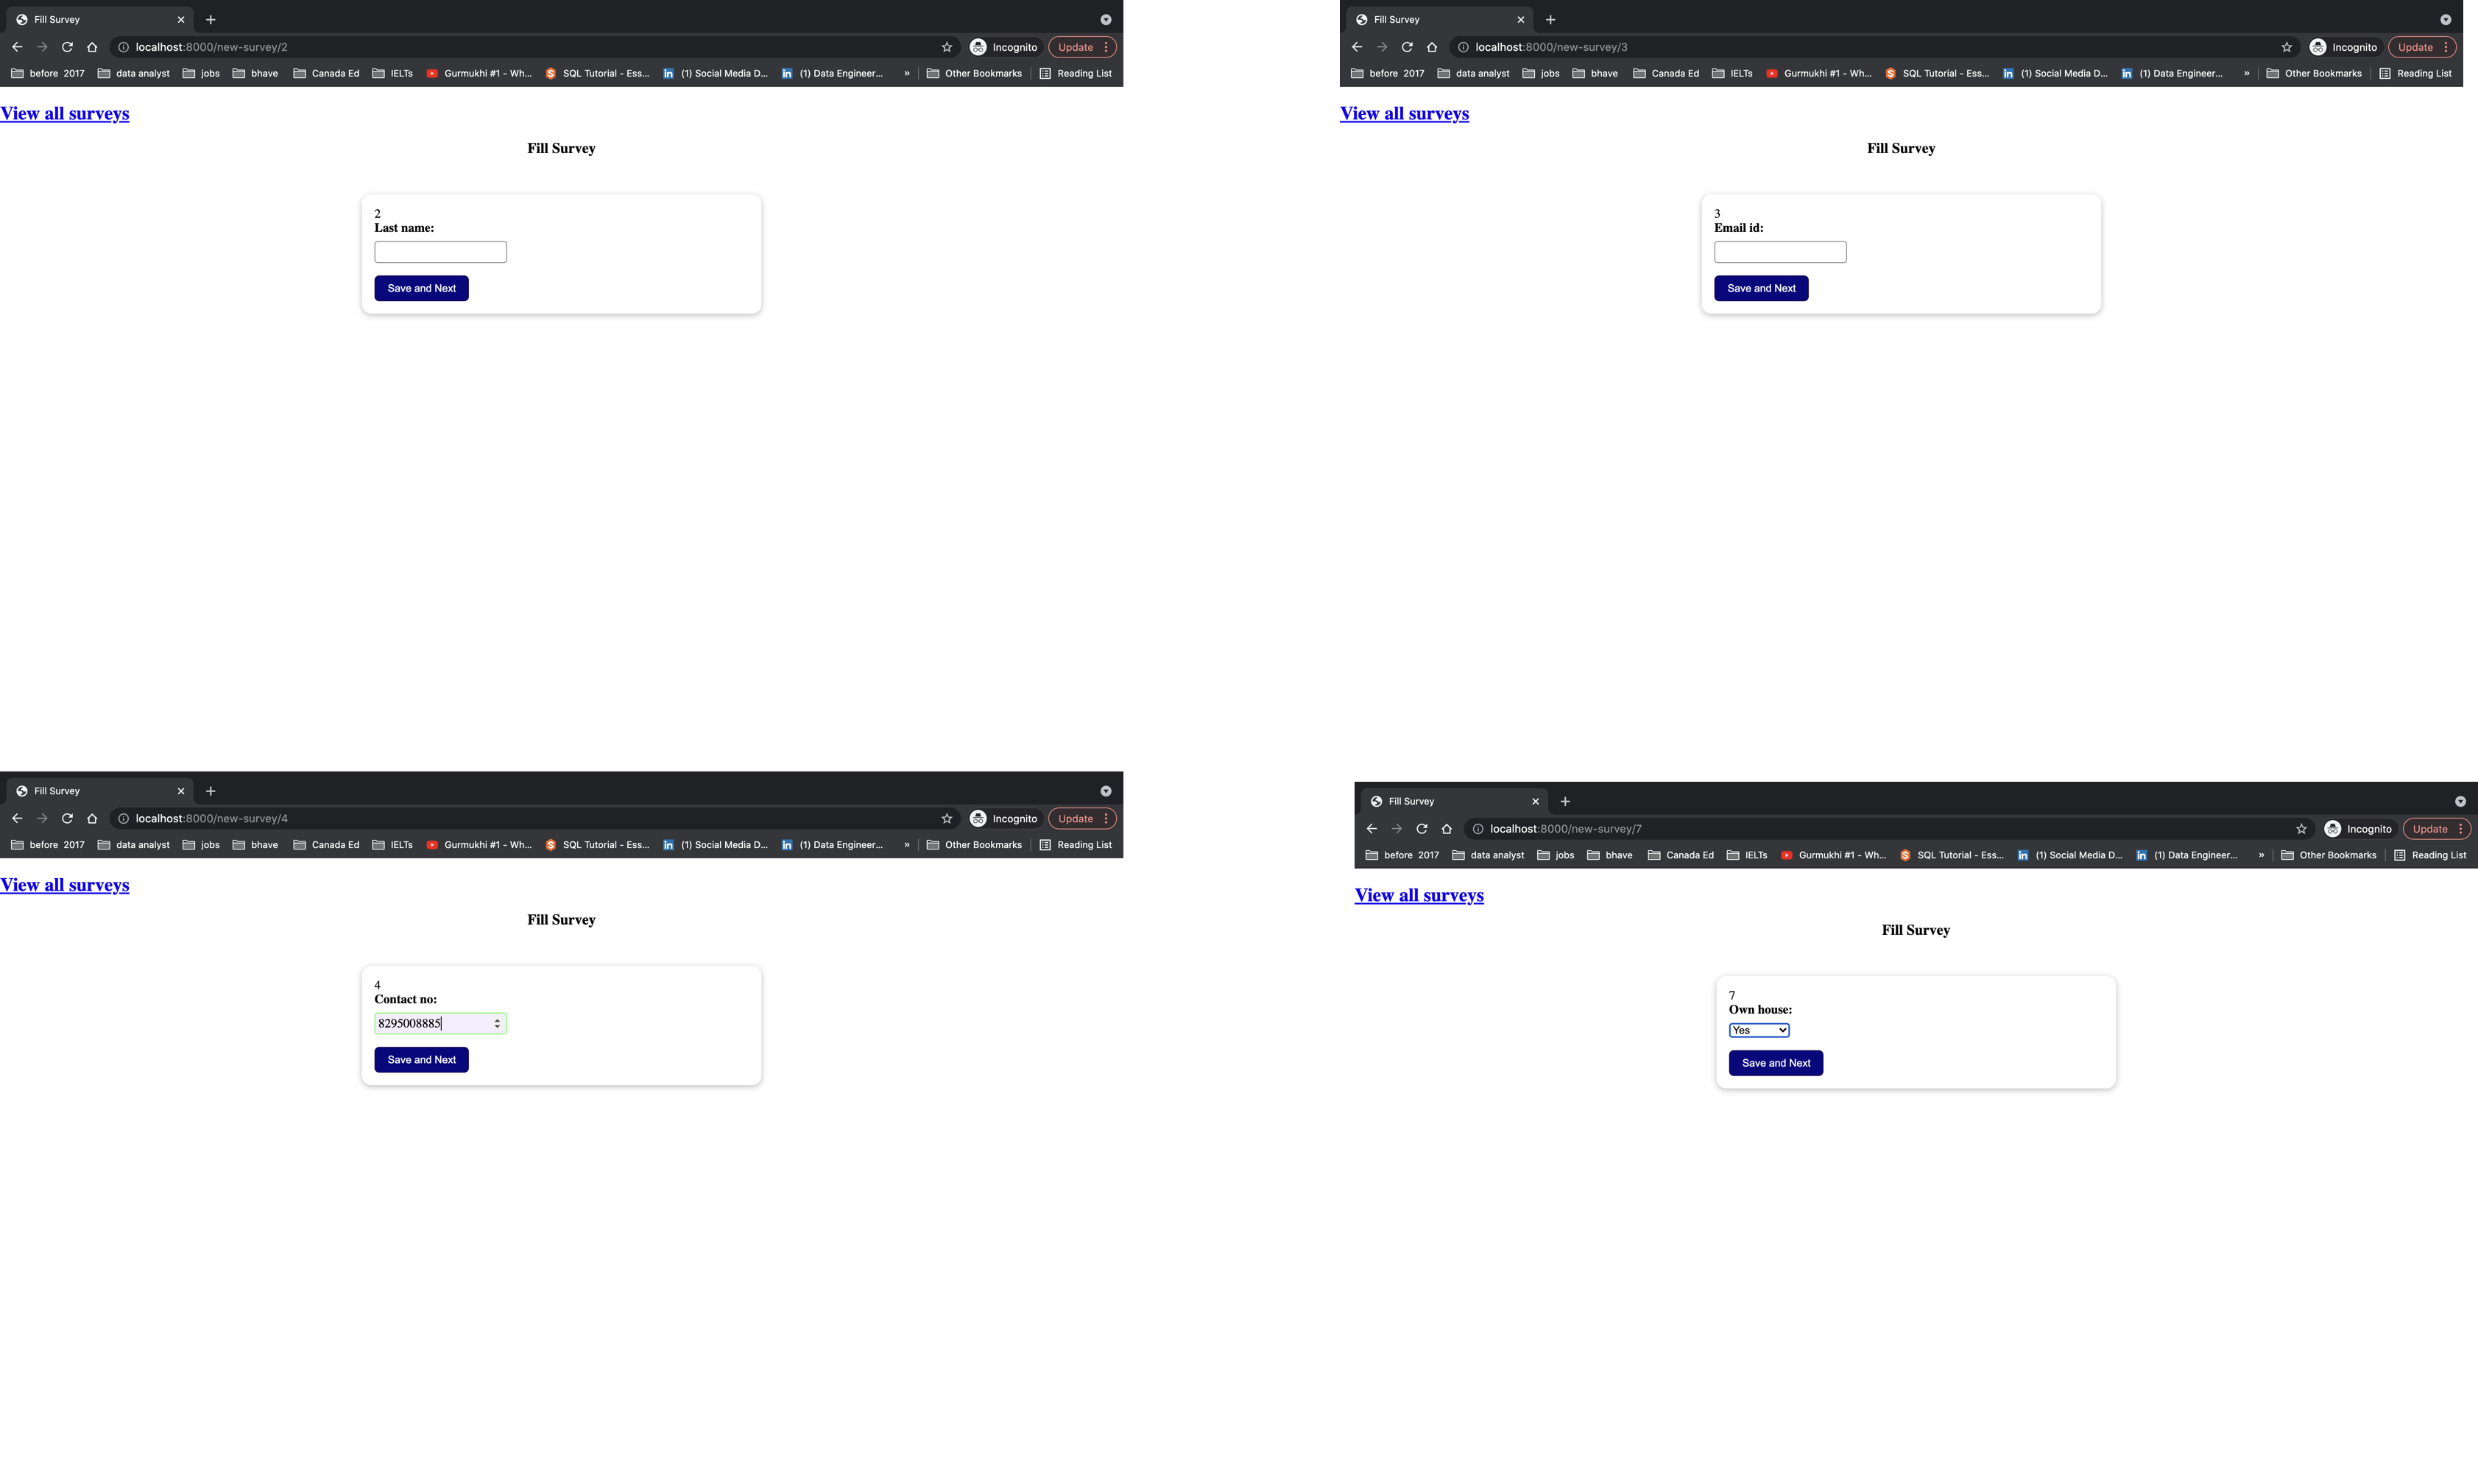 Fill Survey
localhost:8000/new-survey/2
Incognito
Update
before 2017 data analyst jobs bhave Canada Ed IELTs Gurmukhi #1 - Wh... SQL Tutorial - Ess... (1) Social Media D... (1) Data Engineer... » Other Bookmarks Reading List
View all surveys
Fill Survey
2
Last name:
Save and Next
Fill Survey
localhost:8000/new-survey/3
Incognito
Update
before 2017 data analyst jobs bhave Canada Ed IELTs Gurmukhi #1 - Wh... SQL Tutorial - Ess... (1) Social Media D... (1) Data Engineer... » Other Bookmarks Reading List
View all surveys
Fill Survey
3
Email id:
Save and Next
Fill Survey
localhost:8000/new-survey/4
Incognito
Update
before 2017 data analyst jobs bhave Canada Ed IELTs Gurmukhi #1 - Wh... SQL Tutorial - Ess... (1) Social Media D... (1) Data Engineer... » Other Bookmarks Reading List
View all surveys
Fill Survey
4
Contact no:
8295008885
Save and Next
Fill Survey
localhost:8000/new-survey/7
Incognito
Update
before 2017 data analyst jobs bhave Canada Ed IELTs Gurmukhi #1 - Wh... SQL Tutorial - Ess... (1) Social Media D... (1) Data Engineer... » Other Bookmarks Reading List
View all surveys
Fill Survey
7
Own house:
Yes
Save and Next